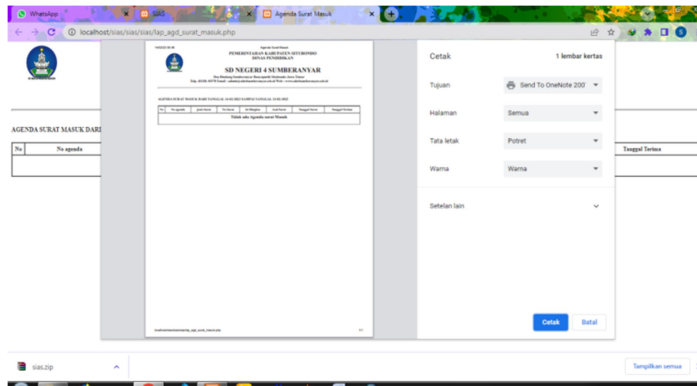 WhatsApp
SIAS
Agenda Surat Masuk
localhost/sias/sias/sias/lap_agd_surat_masuk.php
Agenda Surat Masuk
PEMERINTAHAN KABUPATEN SITUBONDO
DINAS PENDIDIKAN
SD NEGERI 4 SUMBERANYAR
Tidak ada Agenda surat Masuk
1/1
AGENDA SURAT MASUK DARI
No
No agenda
Tanggal Terima
Cetak
1 lembar kertas
Tujuan
Send To OneNote 200
Halaman
Semua
Tata letak
Potret
Warna
Warna
Setelan lain
Cetak
Batal
sias.zip
Tampilkan semua